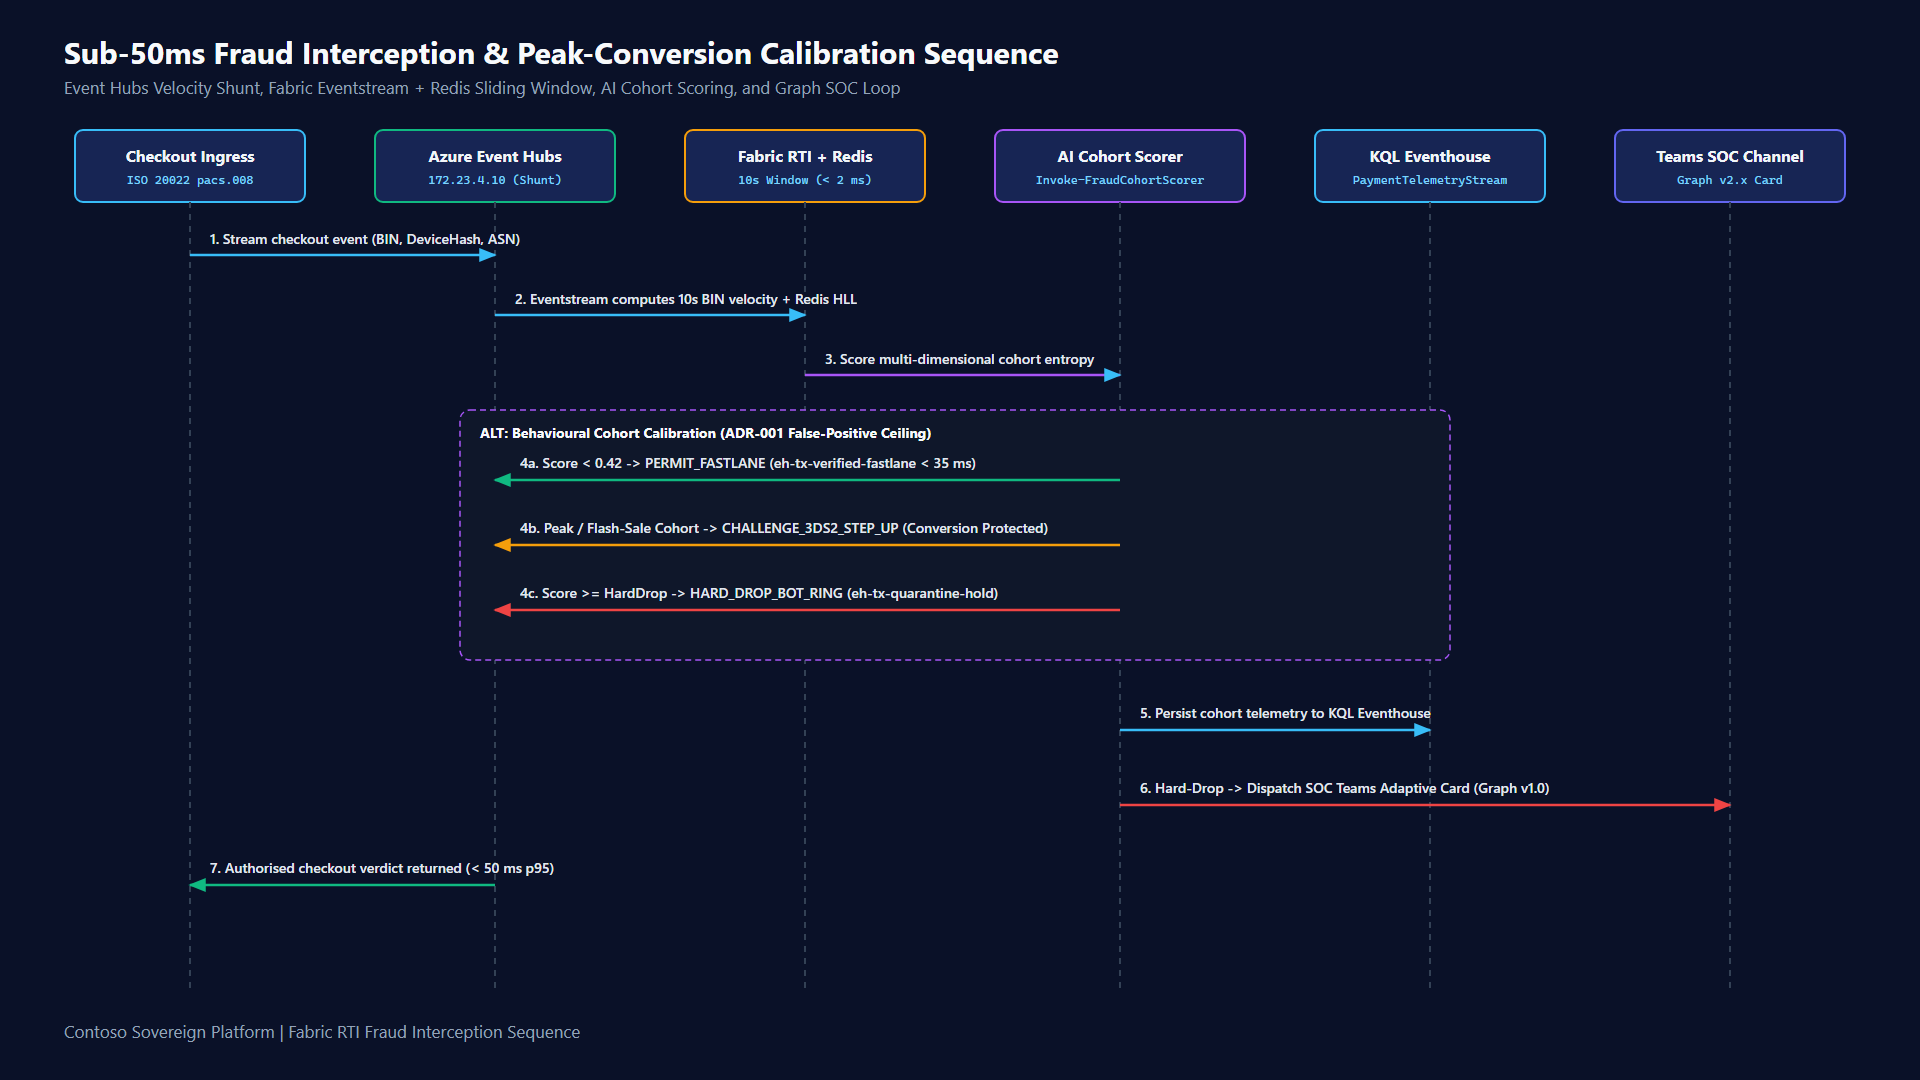 Sub-50ms Fraud Interception & Peak-Conversion Calibration Sequence
Event Hubs Velocity Shunt, Fabric Eventstream + Redis Sliding Window, AI Cohort Scoring, and Graph SOC Loop
Checkout Ingress
ISO 20022 pacs.008
Azure Event Hubs
172.23.4.10 (Shunt)
Fabric RTI + Redis
10s Window (< 2 ms)
AI Cohort Scorer
Invoke-FraudCohortScorer
KQL Eventhouse
PaymentTelemetryStream
Teams SOC Channel
Graph v2.x Card
1. Stream checkout event (BIN, DeviceHash, ASN)
2. Eventstream computes 10s BIN velocity + Redis HLL
3. Score multi-dimensional cohort entropy
ALT: Behavioural Cohort Calibration (ADR-001 False-Positive Ceiling)
4a. Score < 0.42 -> PERMIT_FASTLANE (eh-tx-verified-fastlane < 35 ms)
4b. Peak / Flash-Sale Cohort -> CHALLENGE_3DS2_STEP_UP (Conversion Protected)
4c. Score >= HardDrop -> HARD_DROP_BOT_RING (eh-tx-quarantine-hold)
5. Persist cohort telemetry to KQL Eventhouse
6. Hard-Drop -> Dispatch SOC Teams Adaptive Card (Graph v1.0)
7. Authorised checkout verdict returned (< 50 ms p95)
Contoso Sovereign Platform | Fabric RTI Fraud Interception Sequence